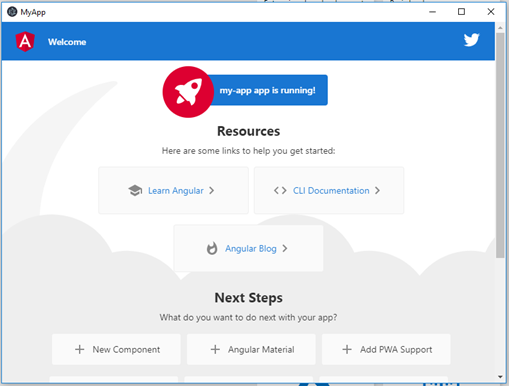 MyApp
A
Welcome
my-app app is running!
Resources
Here are some links to help you get started:
Learn Angular
CLI Documentation
Angular Blog
Next Steps
What do you want to do next with your app?
New Component
Angular Material
Add PWA Support